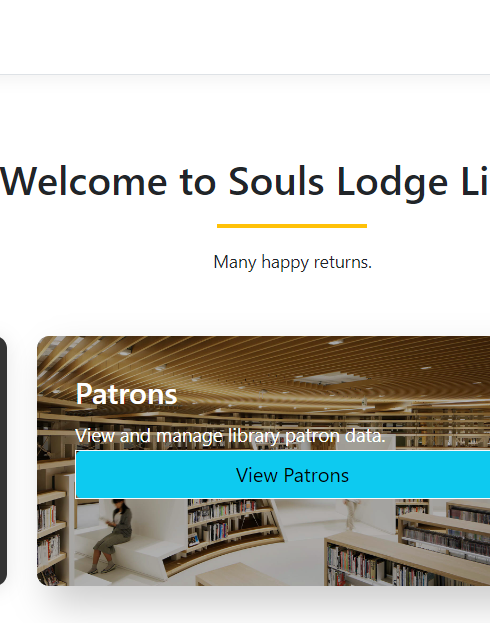 Welcome to Souls Lodge Li
Many happy returns.
Patrons
View and manage library patron data.
View Patrons